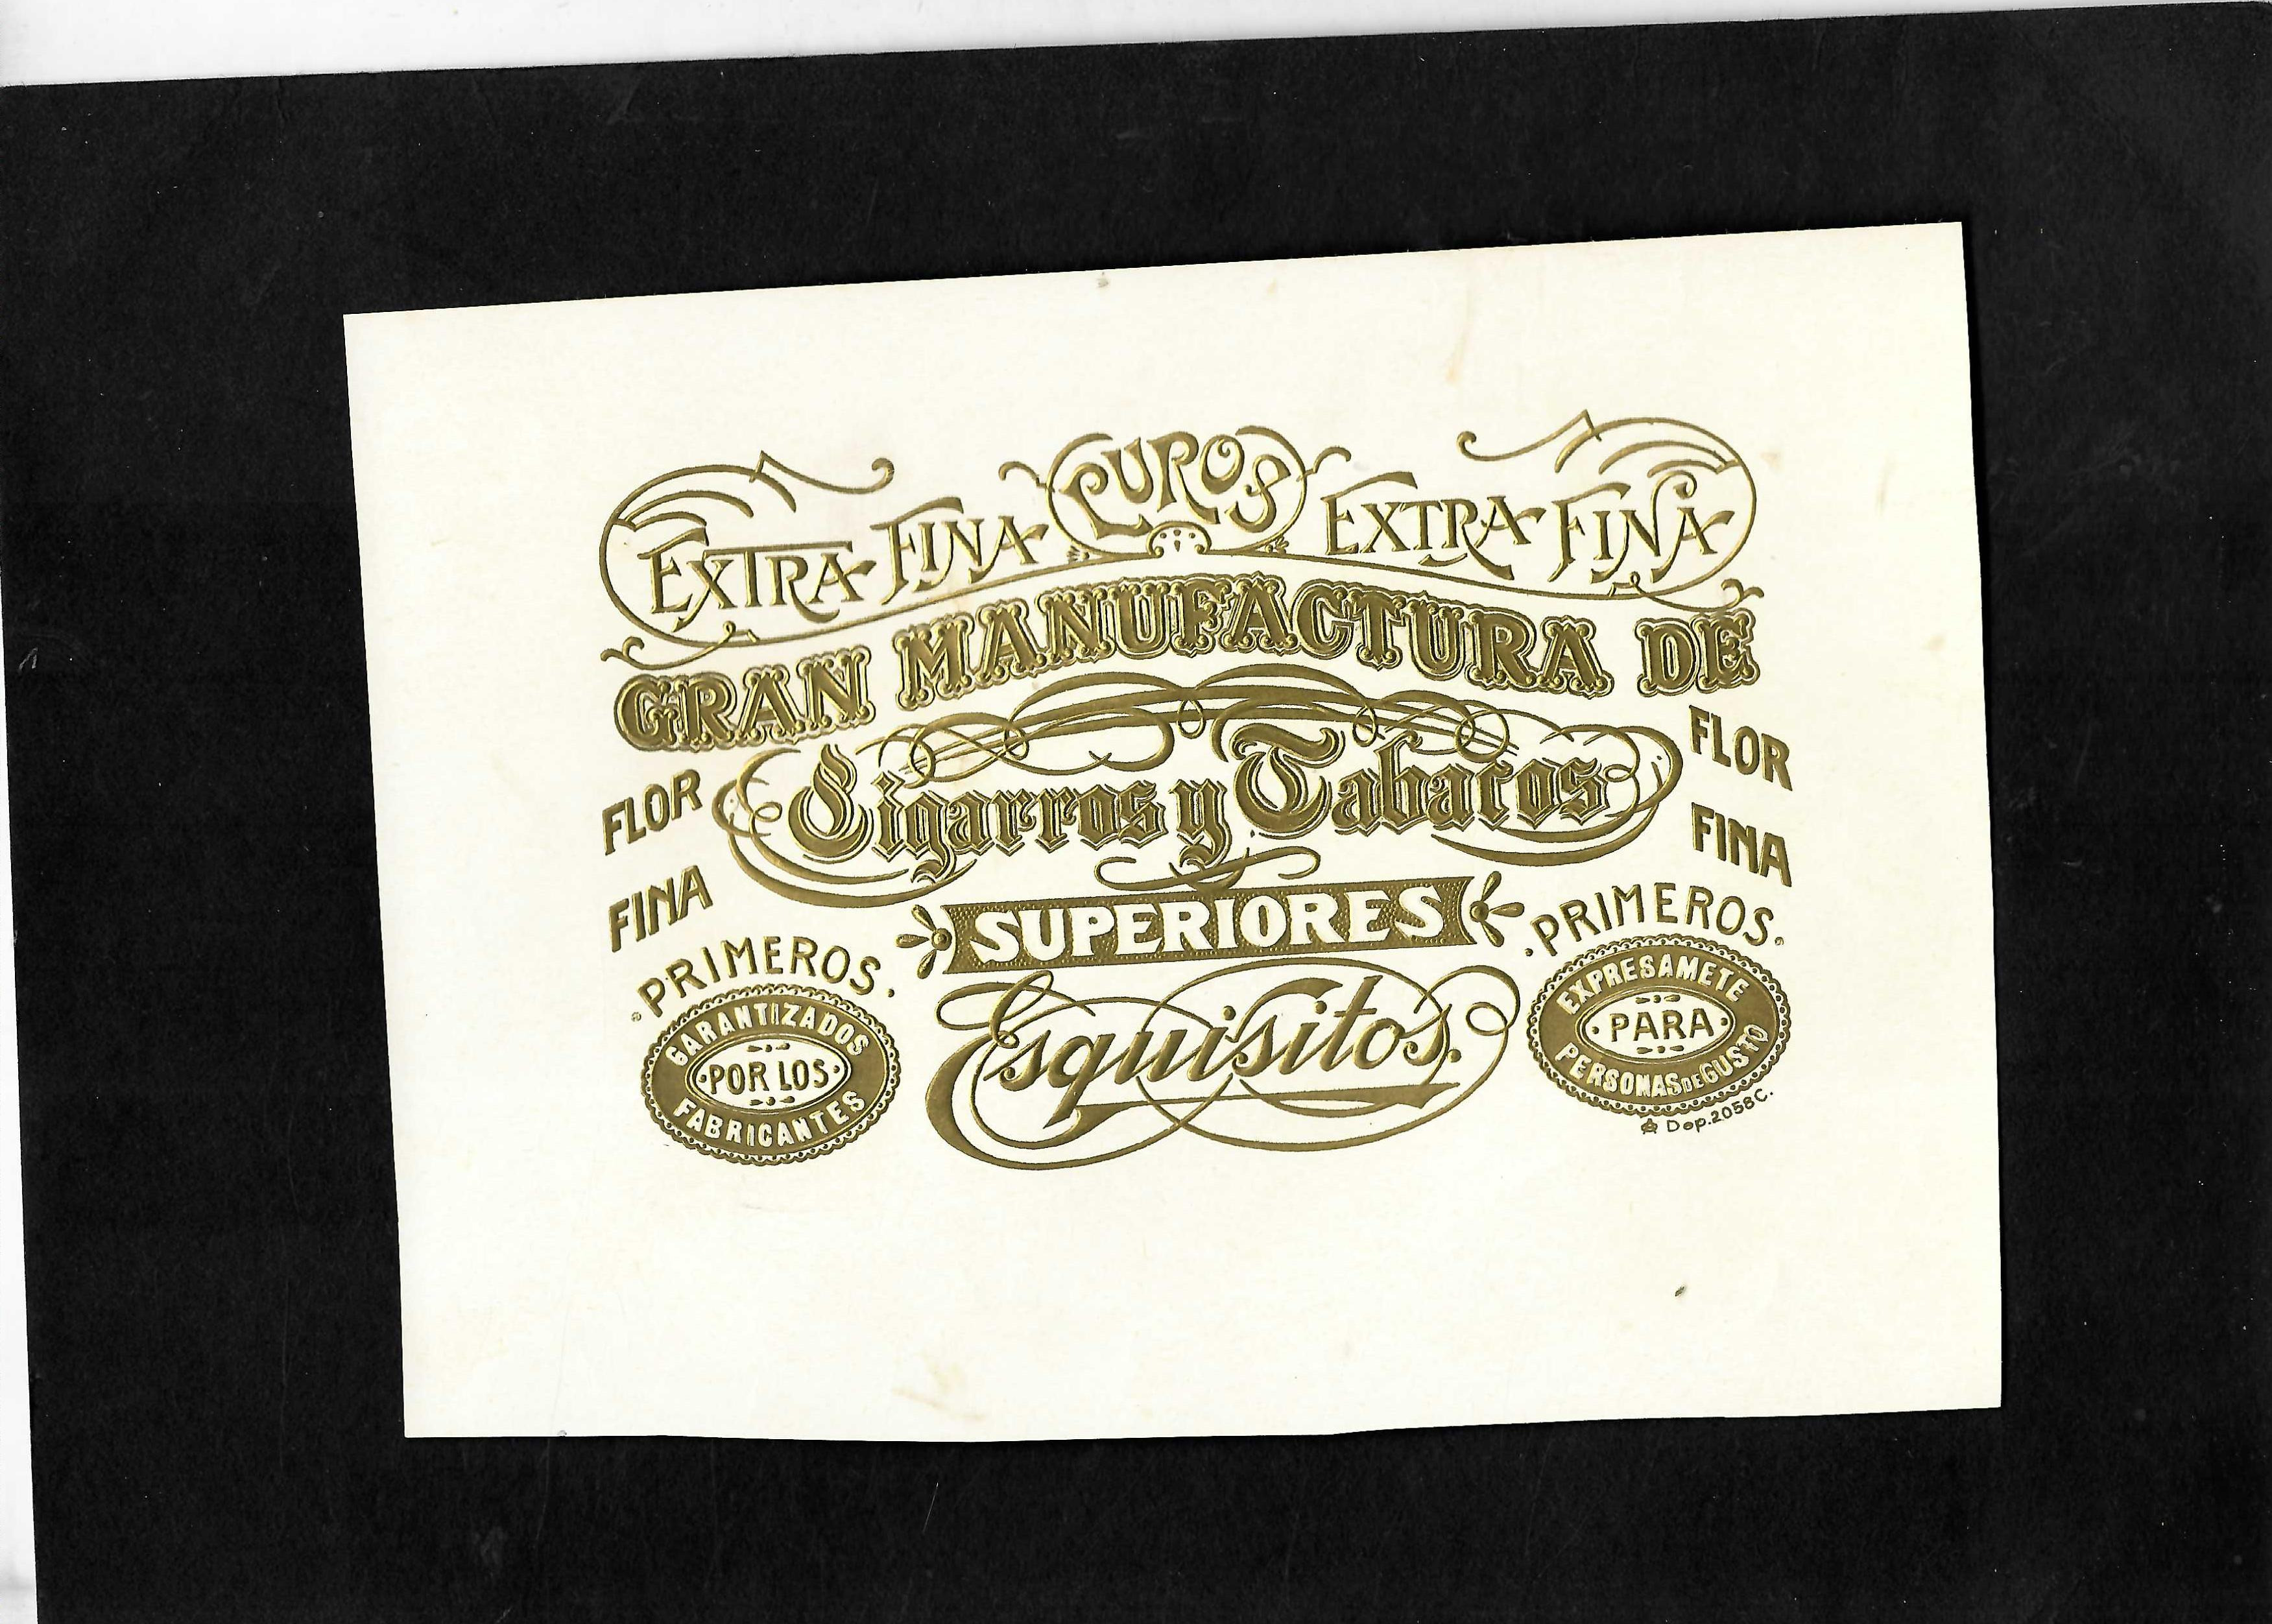 PUROS
EXTRA FINA EXTRA FINA
GRAN MANUFACTURA DE
Cigarros y Tabacos
FLOR FINA
FLOR FINA
SUPERIORES
Esquisitos.
PRIMEROS.
GARANTIZADOS
POR LOS
FABRICANTES
PRIMEROS.
EXPRESAMETE
PARA
PERSONAS DE GUSTO
Dep. 2058 C.